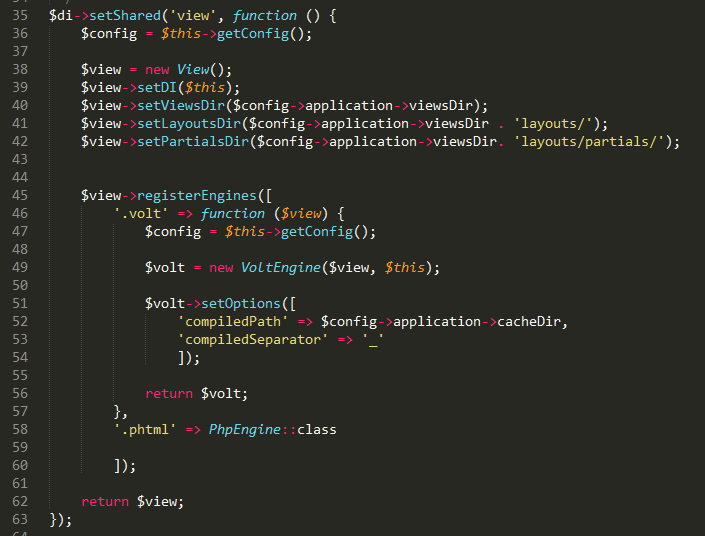 35 $di->setShared('view', function () {
36     $config = $this->getConfig();
37
38     $view = new View();
39     $view->setDI($this);
40     $view->setViewsDir($config->application->viewsDir);
41     $view->setLayoutsDir($config->application->viewsDir . 'layouts/');
42     $view->setPartialsDir($config->application->viewsDir. 'layouts/partials/');
43
44
45     $view->registerEngines([
46         '.volt' => function ($view) {
47             $config = $this->getConfig();
48
49             $volt = new VoltEngine($view, $this);
50
51             $volt->setOptions([
52                 'compiledPath' => $config->application->cacheDir,
53                 'compiledSeparator' => '_'
54                 ]);
55
56             return $volt;
57         },
58         '.phtml' => PhpEngine::class
59
60         ]);
61
62     return $view;
63 });